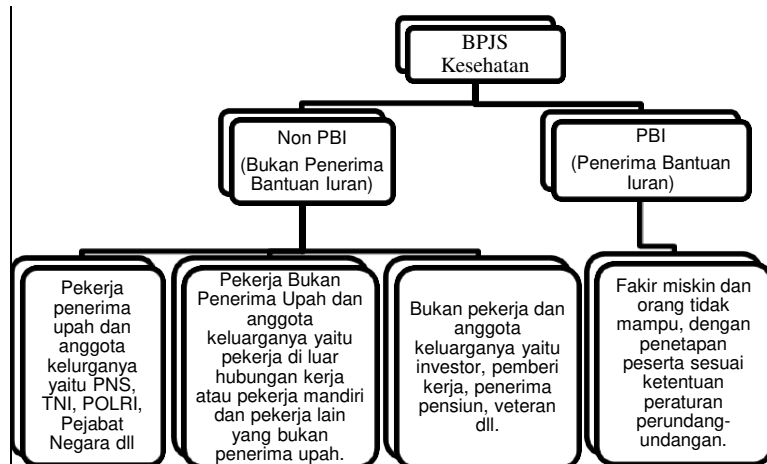 BPJS
Kesehatan
Non PBI
(Bukan Penerima
Bantuan Iuran)
PBI
(Penerima Bantuan
Iuran)
Pekerja
penerima
upah dan
anggota
kelurganya
yaitu PNS,
TNI, POLRI,
Pejabat
Negara dll
Pekerja Bukan
Penerima Upah dan
anggota
keluarganya yaitu
pekerja di luar
hubungan kerja
atau pekerja mandiri
dan pekerja lain
yang bukan
penerima upah.
Bukan pekerja dan
anggota
keluarganya yaitu
investor, pemberi
kerja, penerima
pensiun, veteran
dll.
Fakir miskin dan
orang tidak
mampu, dengan
penetapan
peserta sesuai
ketentuan
peraturan
perundang-
undangan.